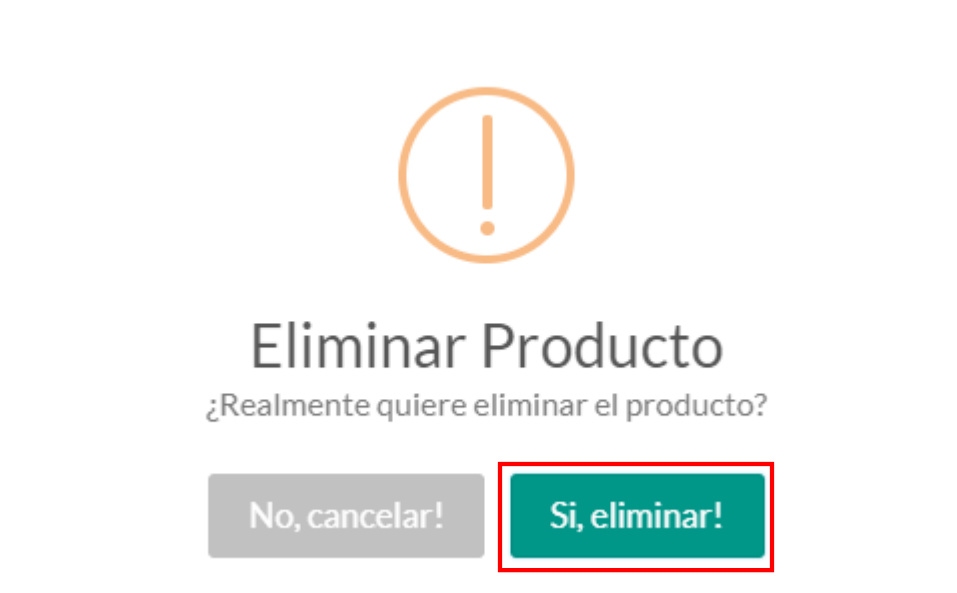 Eliminar Producto
¿Realmente quiere eliminar el producto?
No, cancelar!
Si, eliminar!